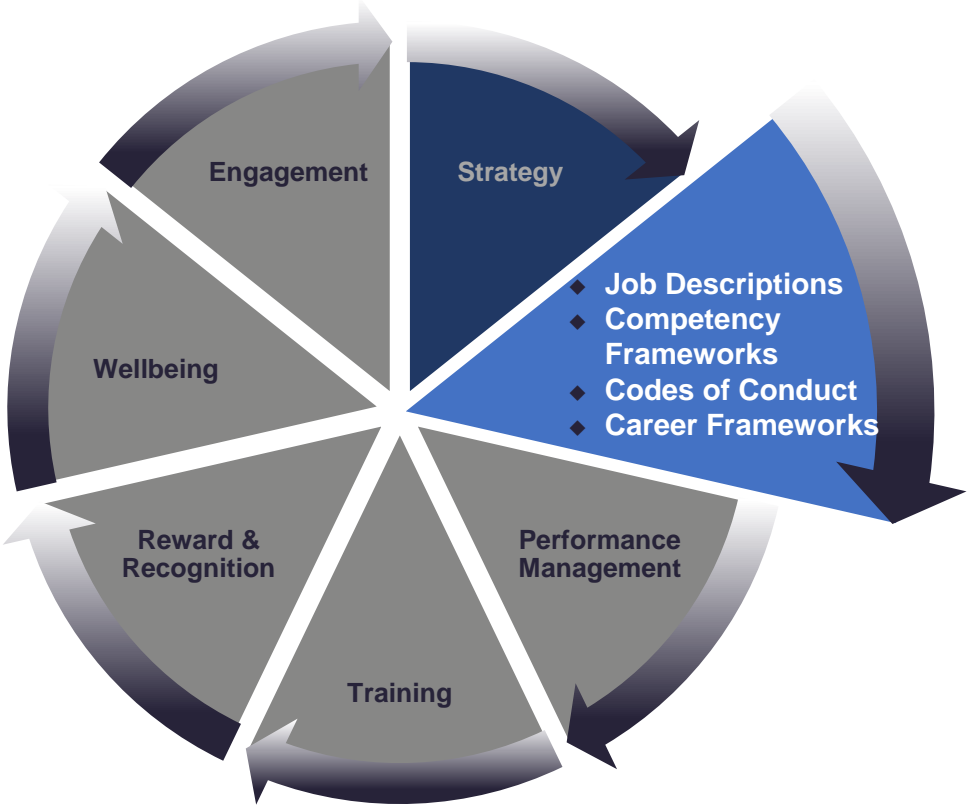 Engagement
Strategy
◆ Job Descriptions
◆ Competency
Frameworks
◆ Codes of Conduct
◆ Career Frameworks
Wellbeing
Reward &
Recognition
Performance
Management
Training